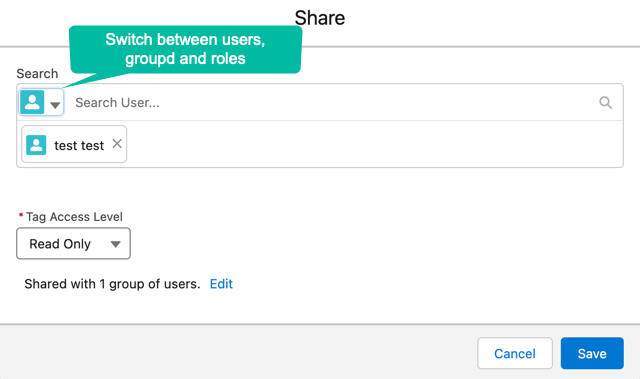 Share
Switch between users,
groupd and roles
Search
Search User...
test test
* Tag Access Level
Read Only
Shared with 1 group of users. Edit
Cancel Save